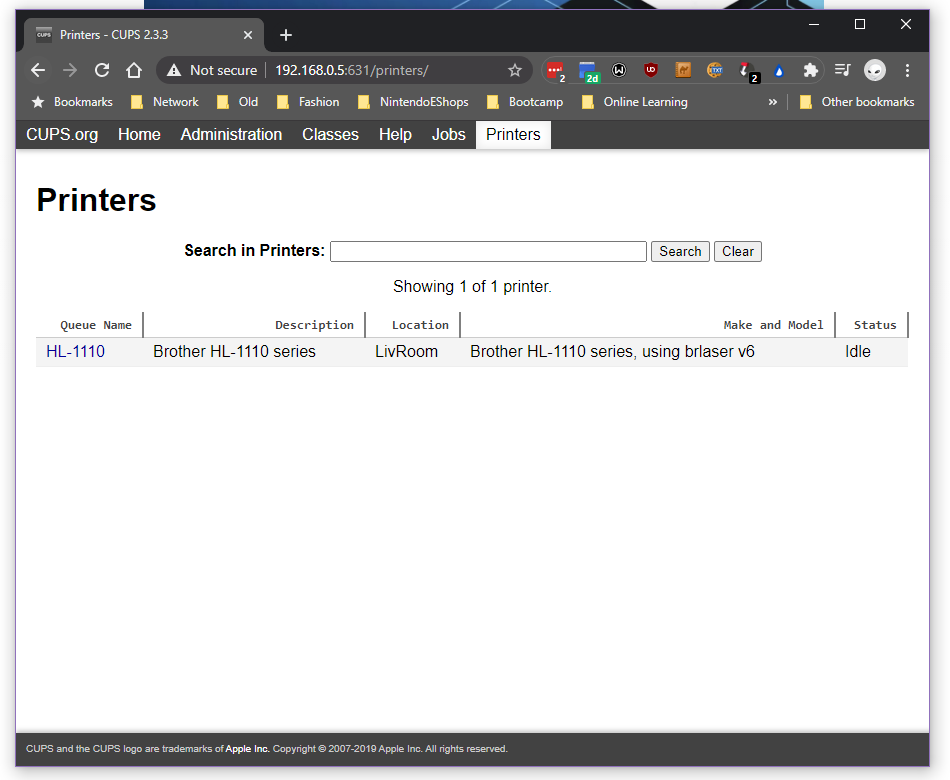 CUPS Printers - CUPS 2.3.3
Not secure 192.168.0.5:631/printers/ 2 2d UD TXT 2
Bookmarks Network Old Fashion NintendoEShops Bootcamp Online Learning » Other bookmarks
CUPS.org Home Administration Classes Help Jobs Printers
Printers
Search in Printers: Search Clear
Showing 1 of 1 printer.
Queue Name Description Location Make and Model Status
HL-1110 Brother HL-1110 series LivRoom Brother HL-1110 series, using brlaser v6 Idle
CUPS and the CUPS logo are trademarks of Apple Inc. Copyright © 2007-2019 Apple Inc. All rights reserved.